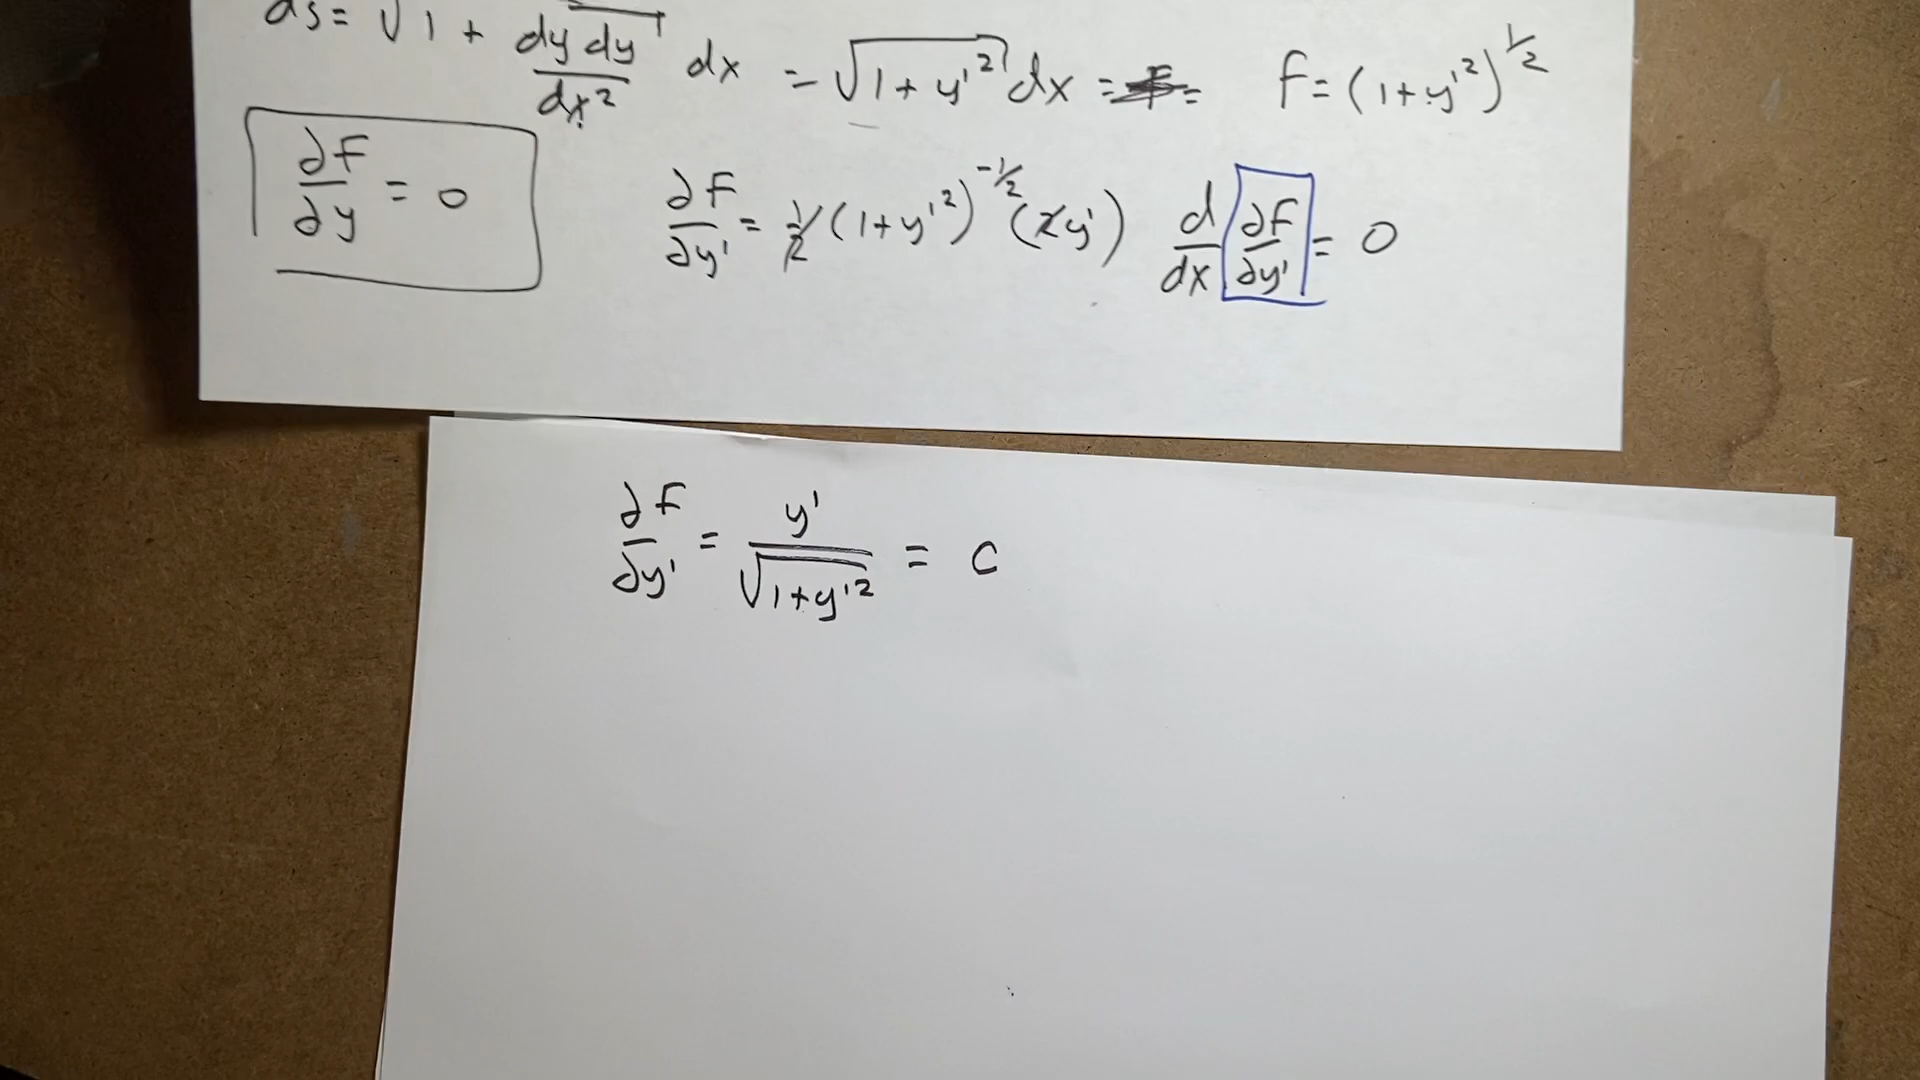 ds = √1 + dy dy / dx² dx = √1 + y'² dx = = f = (1+y'²)^1/2
∂f/∂y = 0 ∂f/∂y' = 1/2 (1+y'²)^-1/2 (2y') d/dx ∂f/∂y' = 0
∂f/∂y' = y' / √1+y'² = c